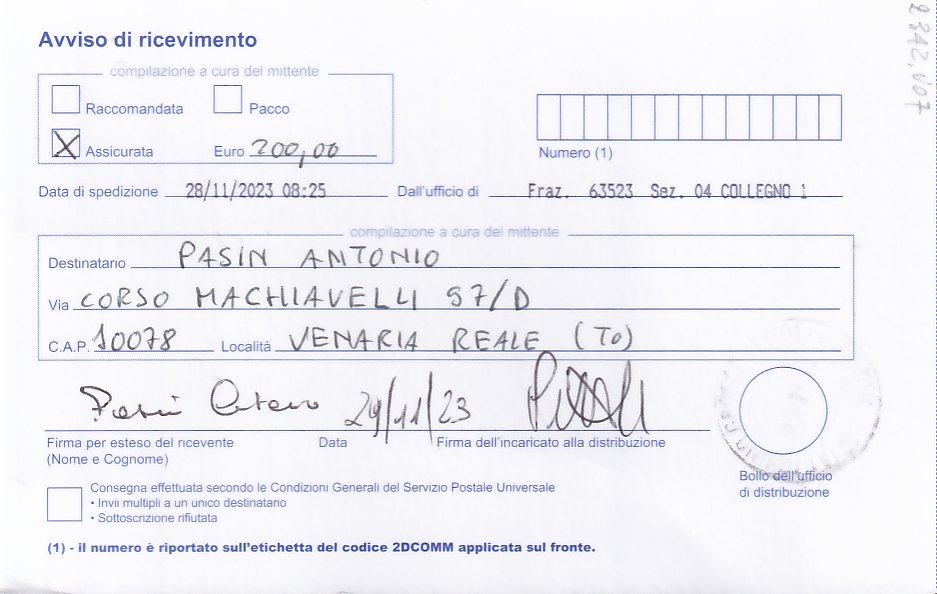 Avviso di ricevimento
compilazione a cura del mittente
Raccomandata Pacco
X Assicurata Euro 200,00
Numero (1)
Data di spedizione 28/11/2023 08:25 Dall'ufficio di Fraz. 63523 Sez. 04 COLLEGNO 1
compilazione a cura del mittente
Destinatario PASIN ANTONIO
Via CORSO MACHIAVELLI 97/D
C.A.P. 10078 Località VENARIA REALE (TO)
29/11/23
Firma per esteso del ricevente Data Firma dell'incaricato alla distribuzione
(Nome e Cognome)
Bollo dell'ufficio
di distribuzione
Consegna effettuata secondo le Condizioni Generali del Servizio Postale Universale
• Invii multipli a un unico destinatario
• Sottoscrizione rifiutata
(1) - il numero è riportato sull'etichetta del codice 2DCOMM applicata sul fronte.